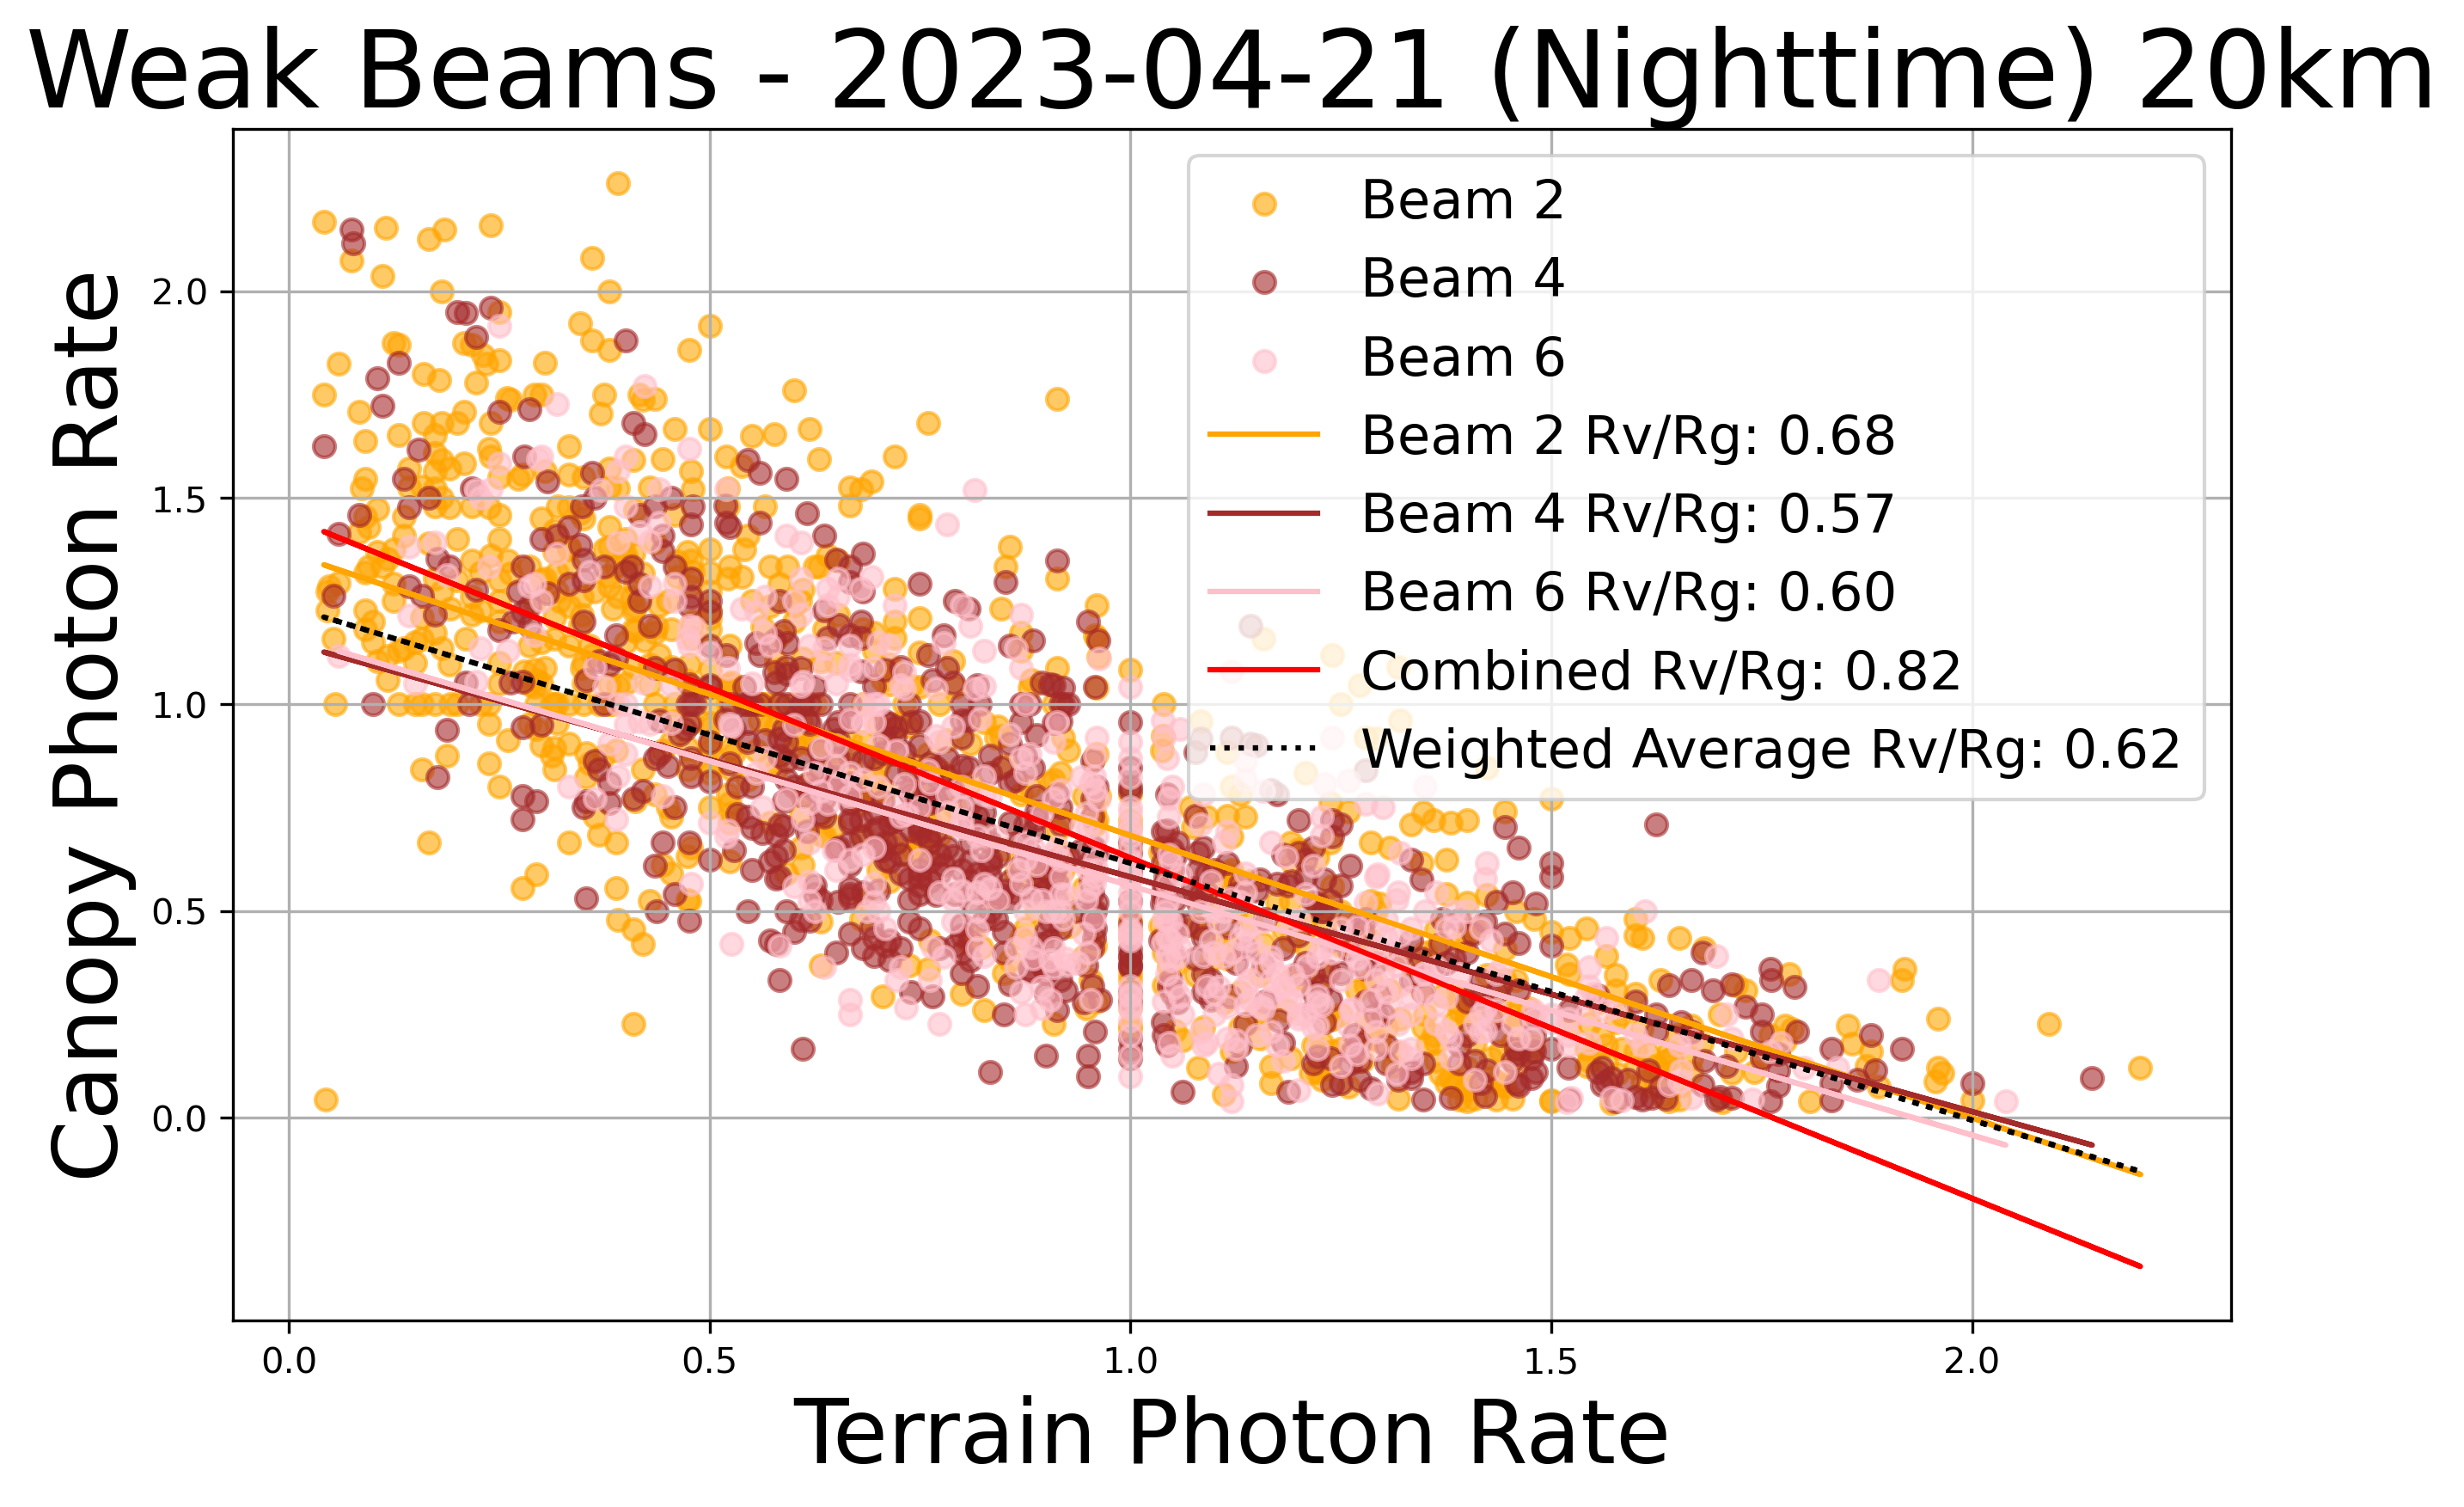 Weak Beams - 2023-04-21 (Nighttime) 20km
Beam 2
Beam 4
Beam 6
Beam 2 Rv/Rg: 0.68
Beam 4 Rv/Rg: 0.57
Beam 6 Rv/Rg: 0.60
Combined Rv/Rg: 0.82
Weighted Average Rv/Rg: 0.62
Canopy Photon Rate
2.0
1.5
1.0
0.5
0.0
0.0 0.5 1.0 1.5 2.0
Terrain Photon Rate